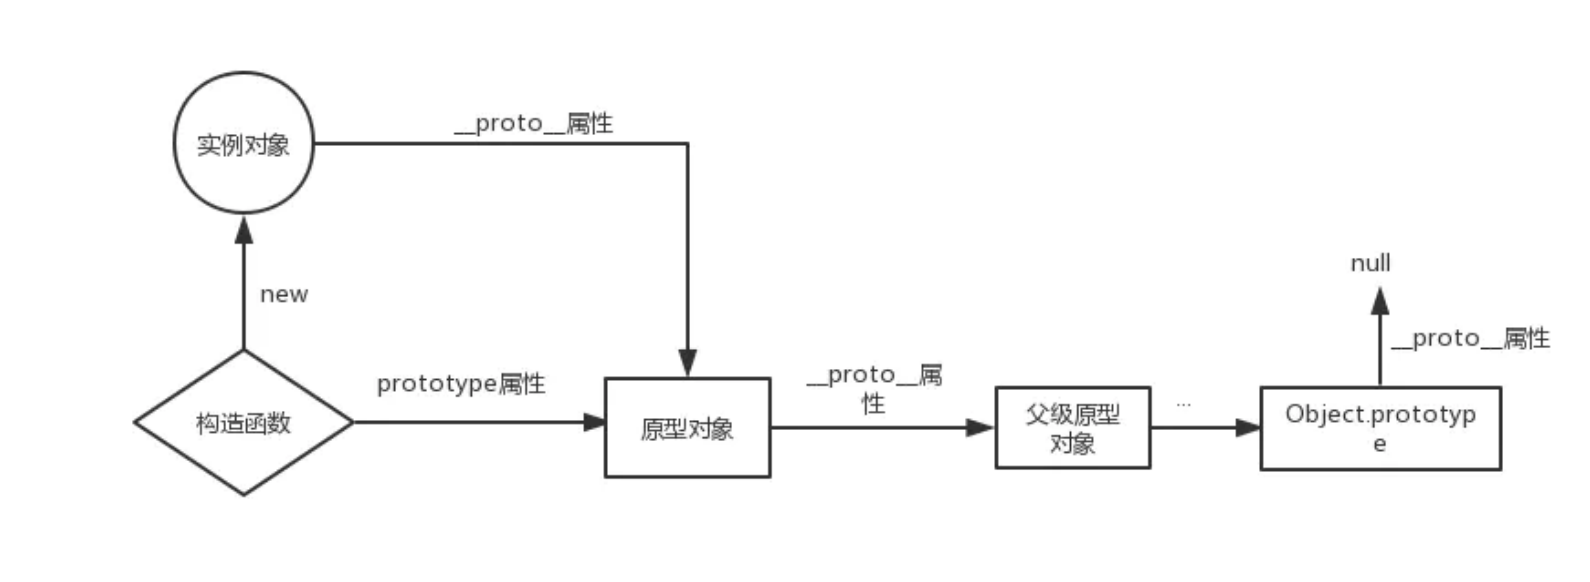 __proto__属性
实例对象
null
new
__proto__属性
prototype属性
__proto__属
性
构造函数
原型对象
父级原型
对象
...
Object.prototyp
e